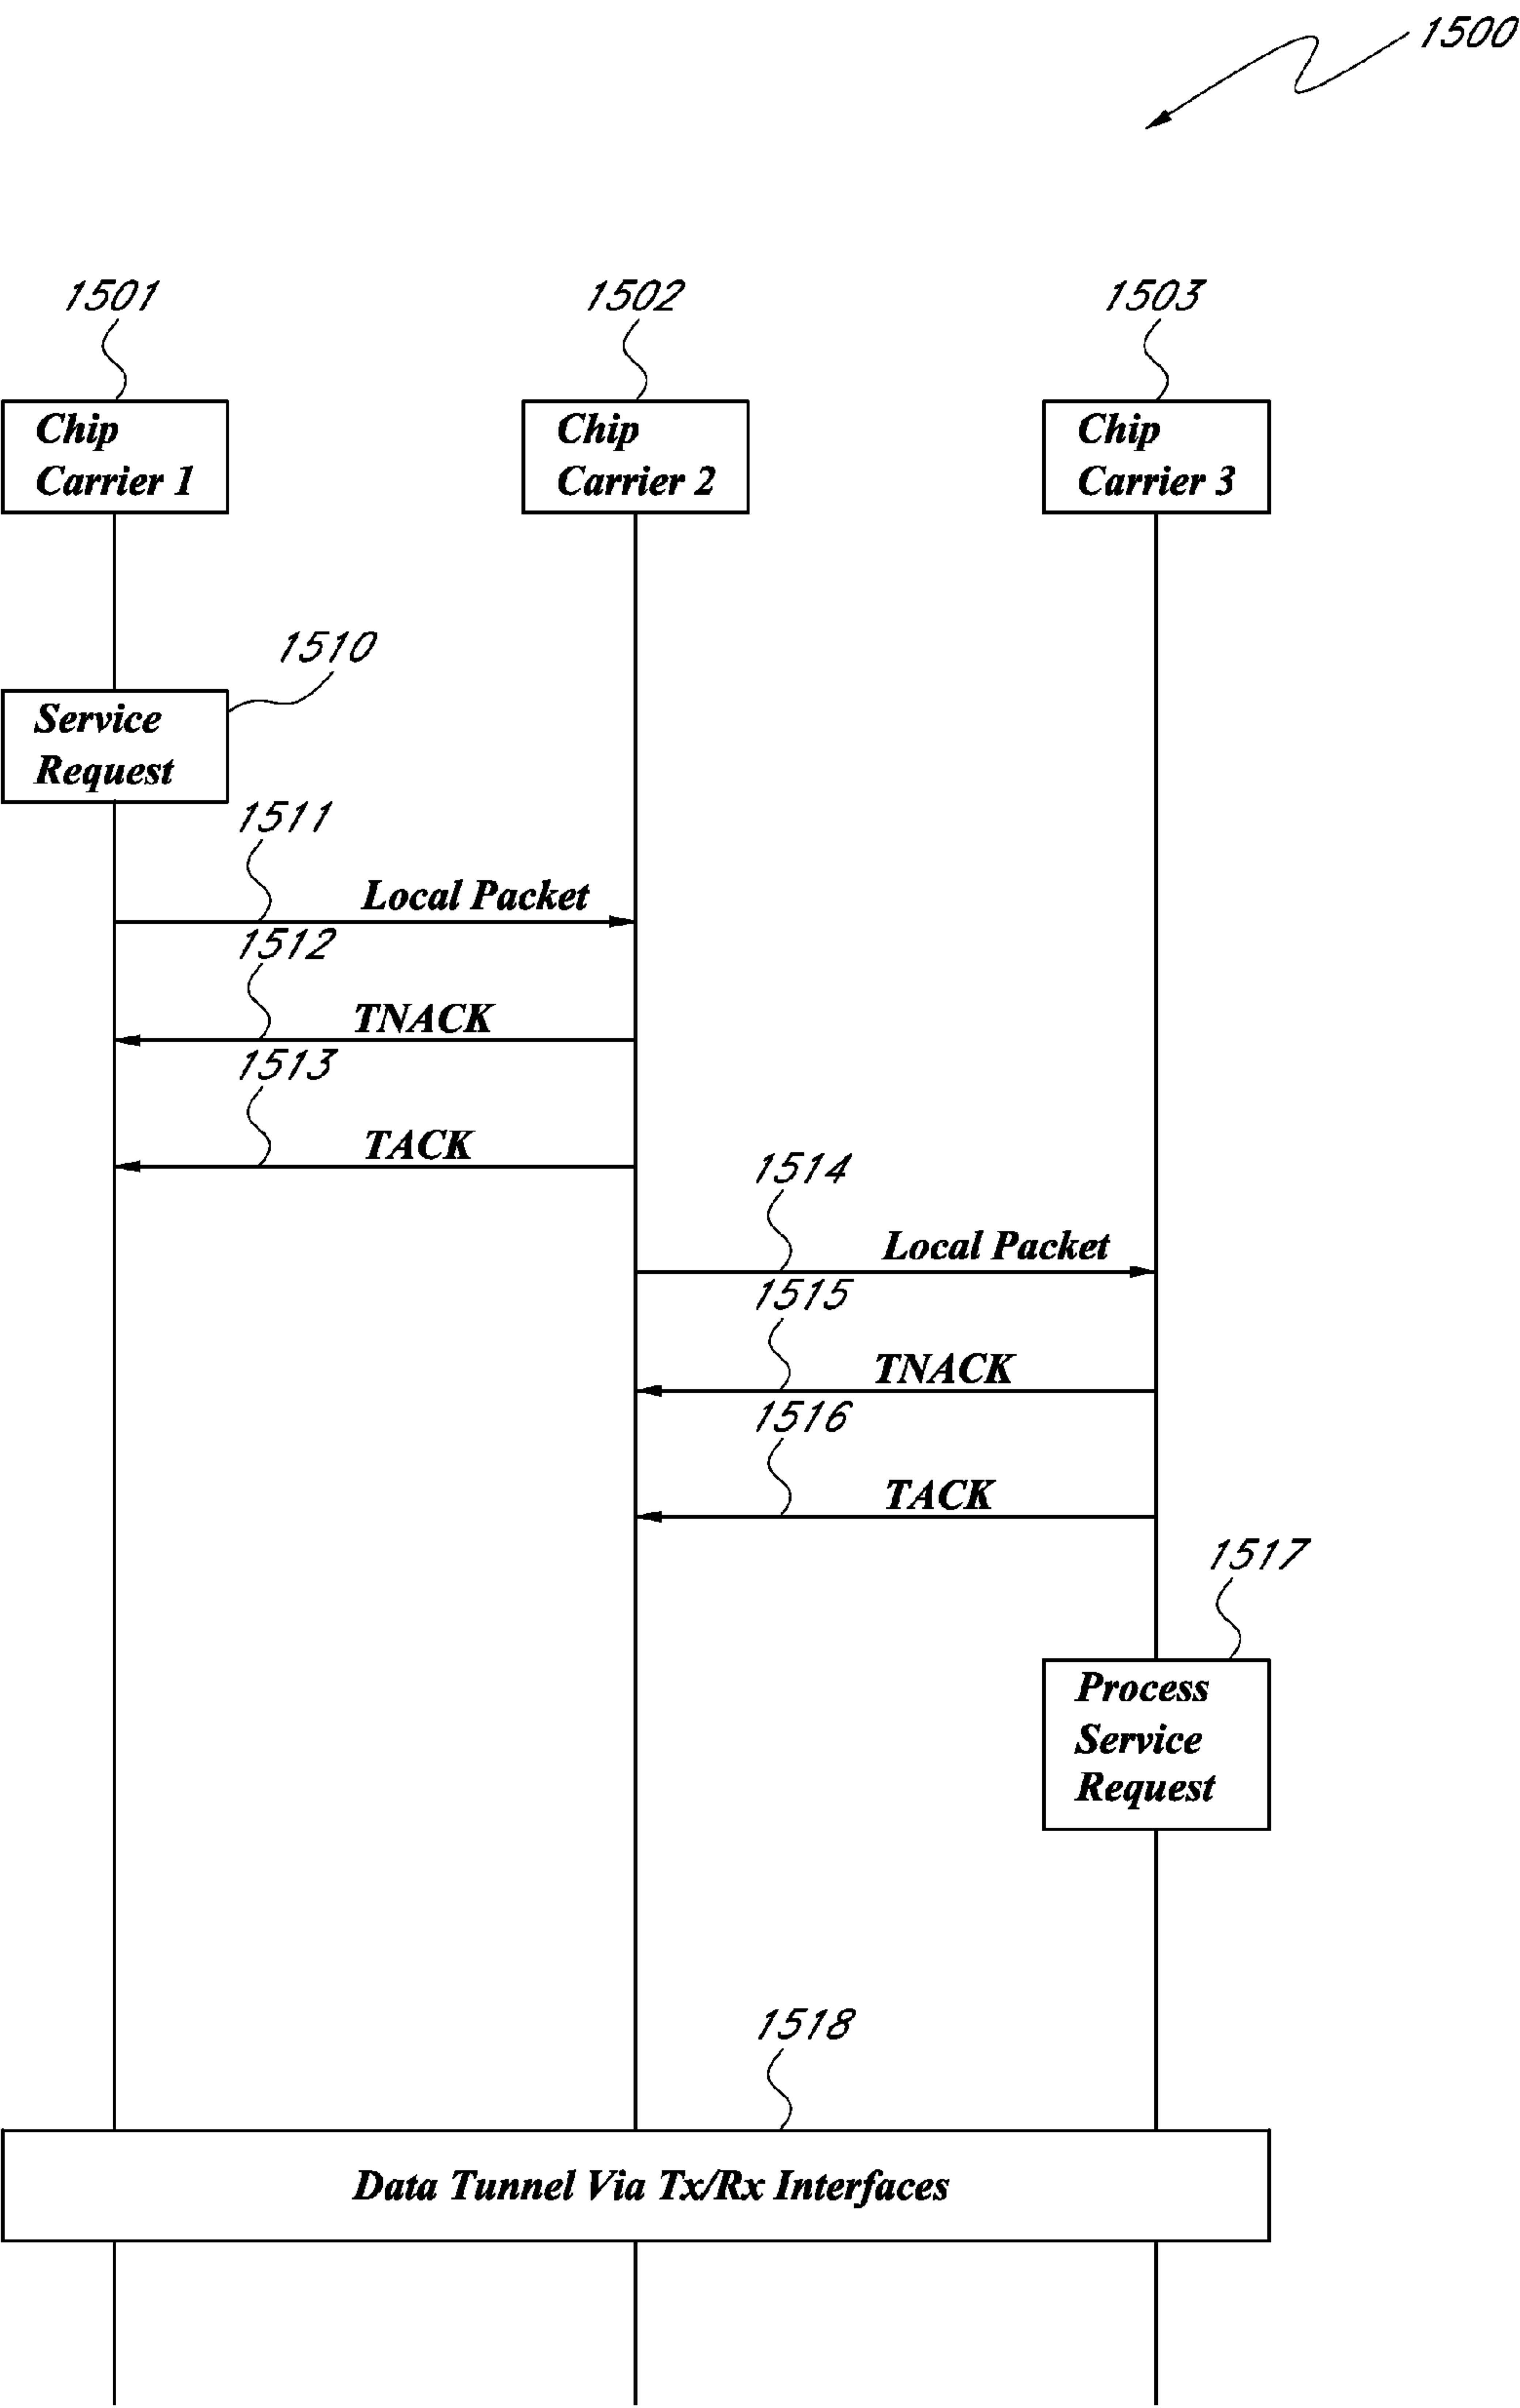 1500
1501
1502
1503
Chip
Carrier 1
Chip
Carrier 2
Chip
Carrier 3
1510
Service
Request
1511
Local Packet
1512
TNACK
1513
TACK
1514
Local Packet
1515
TNACK
1516
TACK
1517
Process
Service
Request
1518
Data Tunnel Via Tx/Rx Interfaces